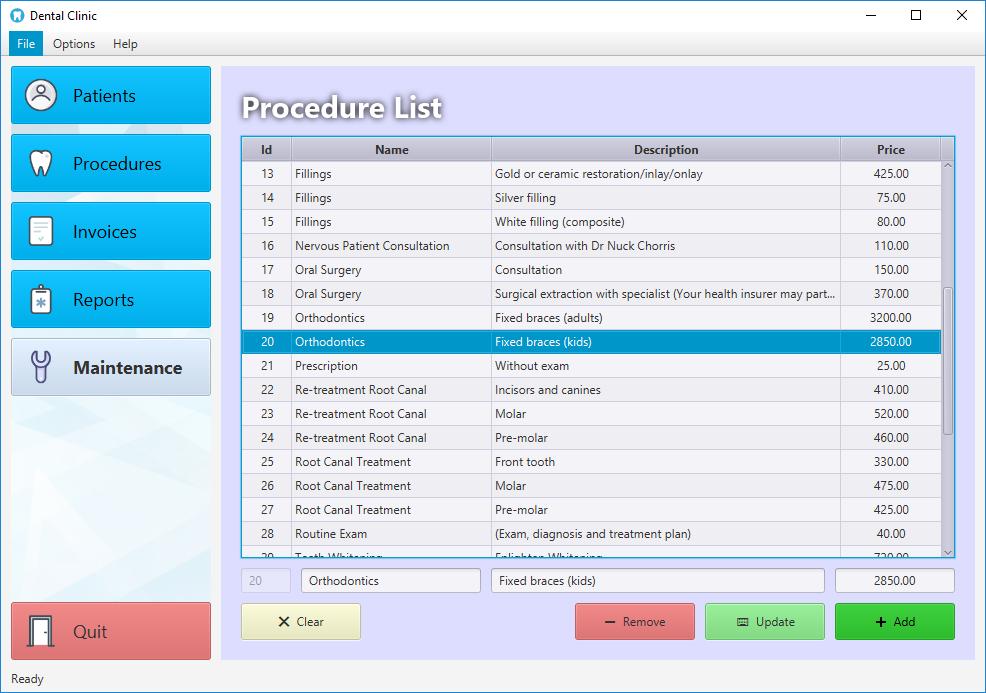 Dental Clinic
File Options Help
Patients
Procedures
Invoices
Reports
Maintenance
Quit
Procedure List
Id Name Description Price
13 Fillings Gold or ceramic restoration/inlay/onlay 425.00
14 Fillings Silver filling 75.00
15 Fillings White filling (composite) 80.00
16 Nervous Patient Consultation Consultation with Dr Nuck Chorris 110.00
17 Oral Surgery Consultation 150.00
18 Oral Surgery Surgical extraction with specialist (Your health insurer may part... 370.00
19 Orthodontics Fixed braces (adults) 3200.00
20 Orthodontics Fixed braces (kids) 2850.00
21 Prescription Without exam 25.00
22 Re-treatment Root Canal Incisors and canines 410.00
23 Re-treatment Root Canal Molar 520.00
24 Re-treatment Root Canal Pre-molar 460.00
25 Root Canal Treatment Front tooth 330.00
26 Root Canal Treatment Molar 475.00
27 Root Canal Treatment Pre-molar 425.00
28 Routine Exam (Exam, diagnosis and treatment plan) 40.00
29 Teeth Whitening Enlighten Whitening
20 Orthodontics Fixed braces (kids) 2850.00
Clear Remove Update Add
Ready